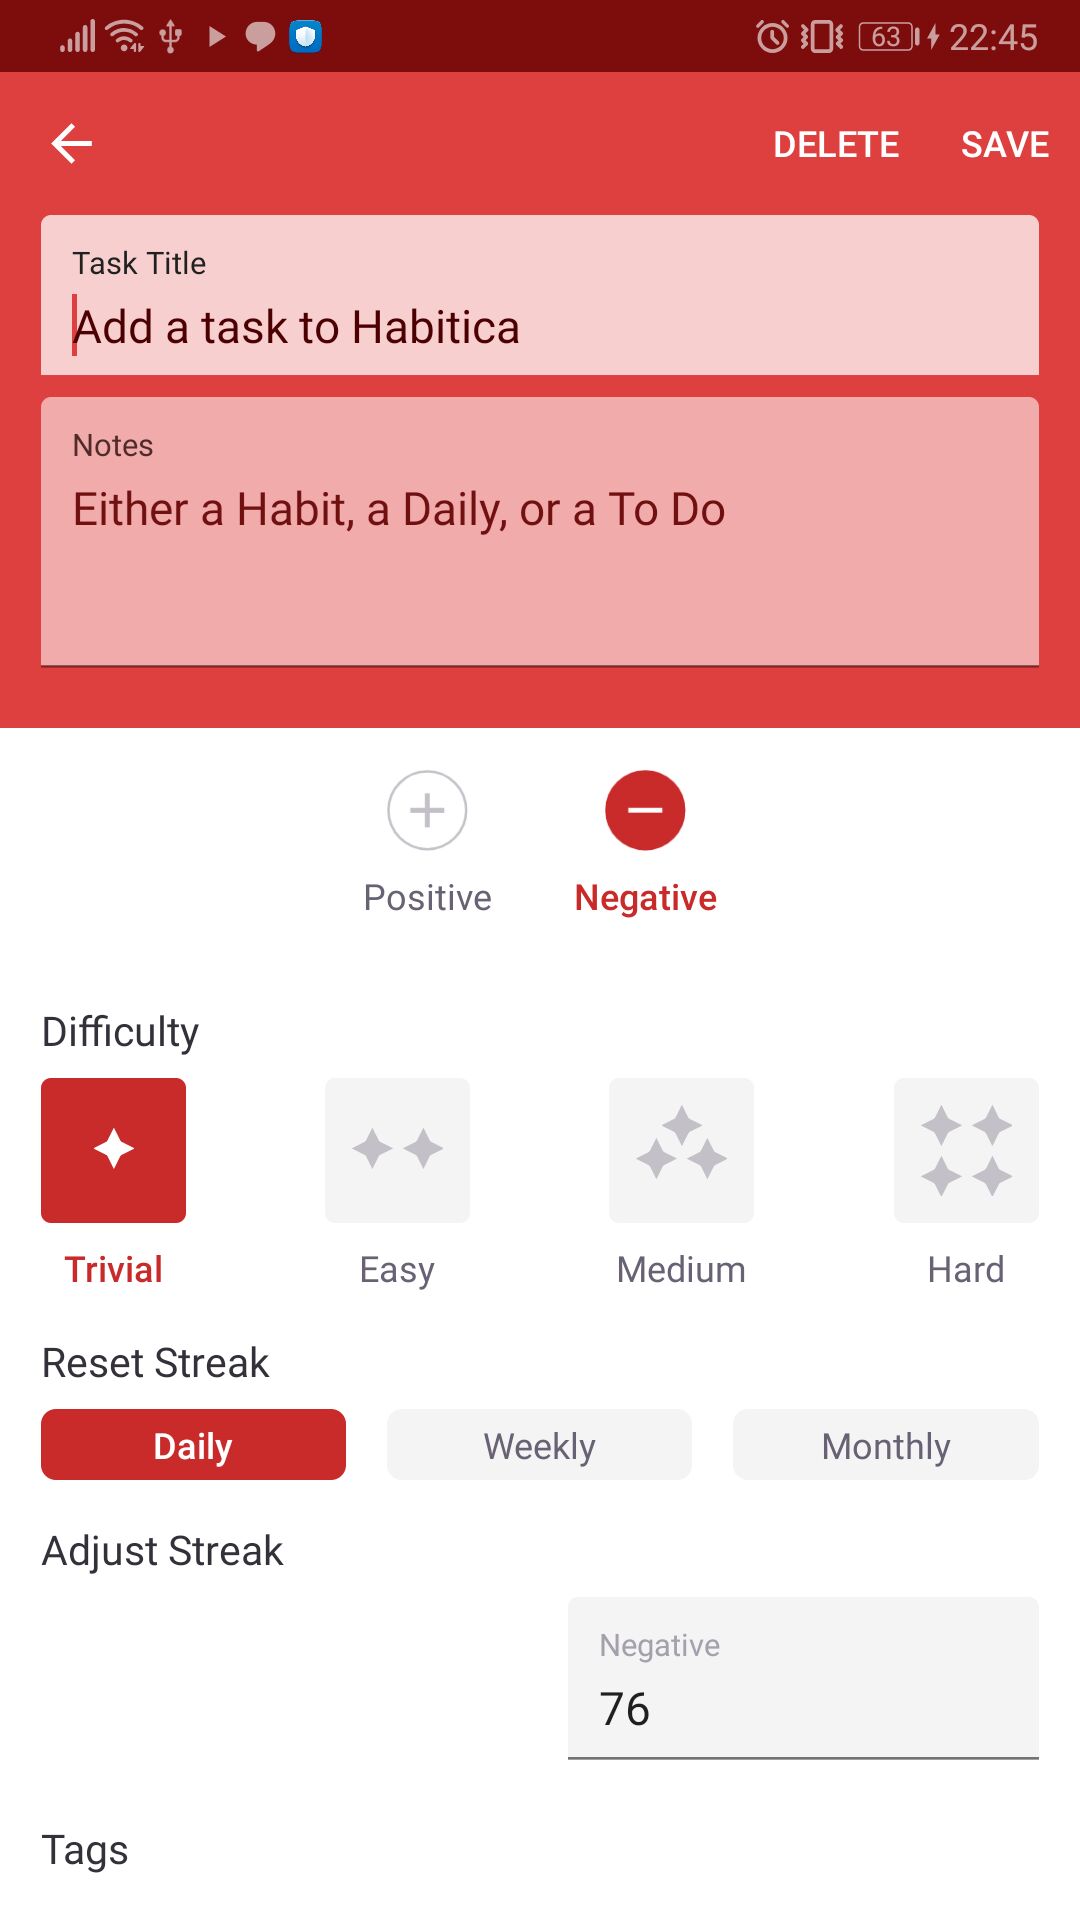 63 22:45
DELETE SAVE
Task Title
Add a task to Habitica
Notes
Either a Habit, a Daily, or a To Do
Positive Negative
Difficulty
Trivial Easy Medium Hard
Reset Streak
Daily Weekly Monthly
Adjust Streak
Negative
76
Tags